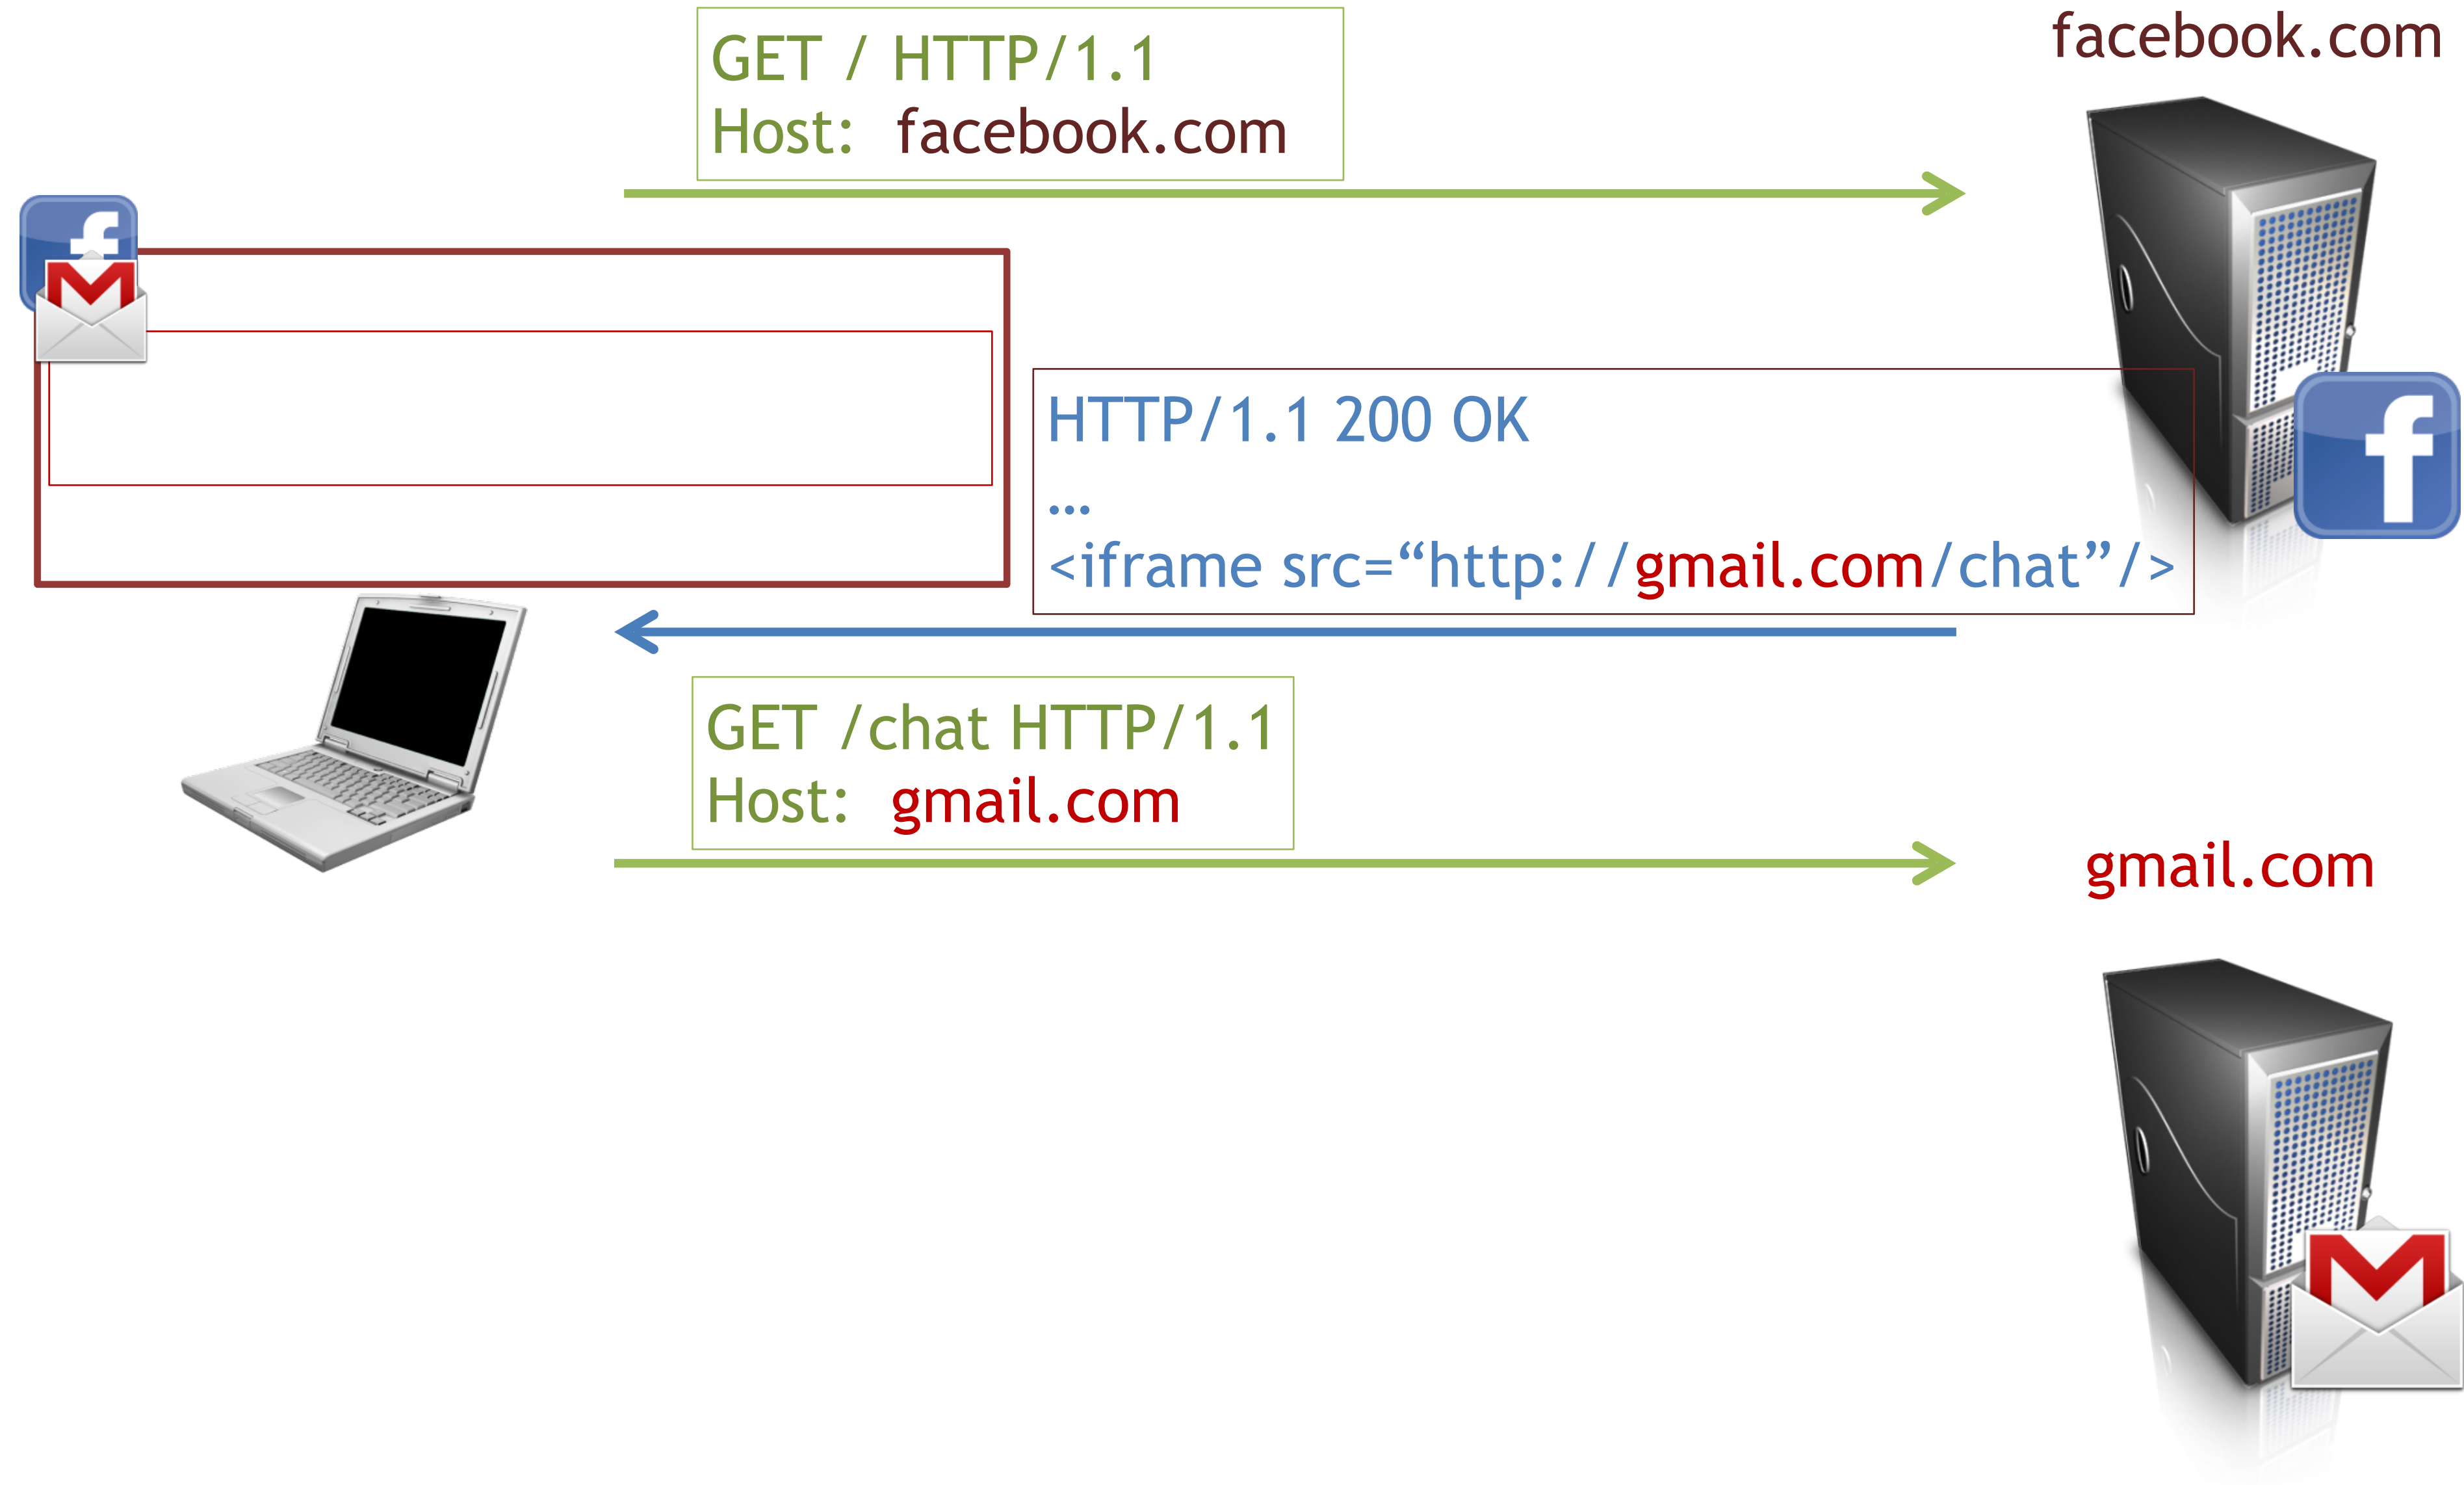 GET / HTTP/1.1
Host: facebook.com
facebook.com
HTTP/1.1 200 OK
…
<iframe src=“http://gmail.com/chat”/>
GET /chat HTTP/1.1
Host: gmail.com
gmail.com